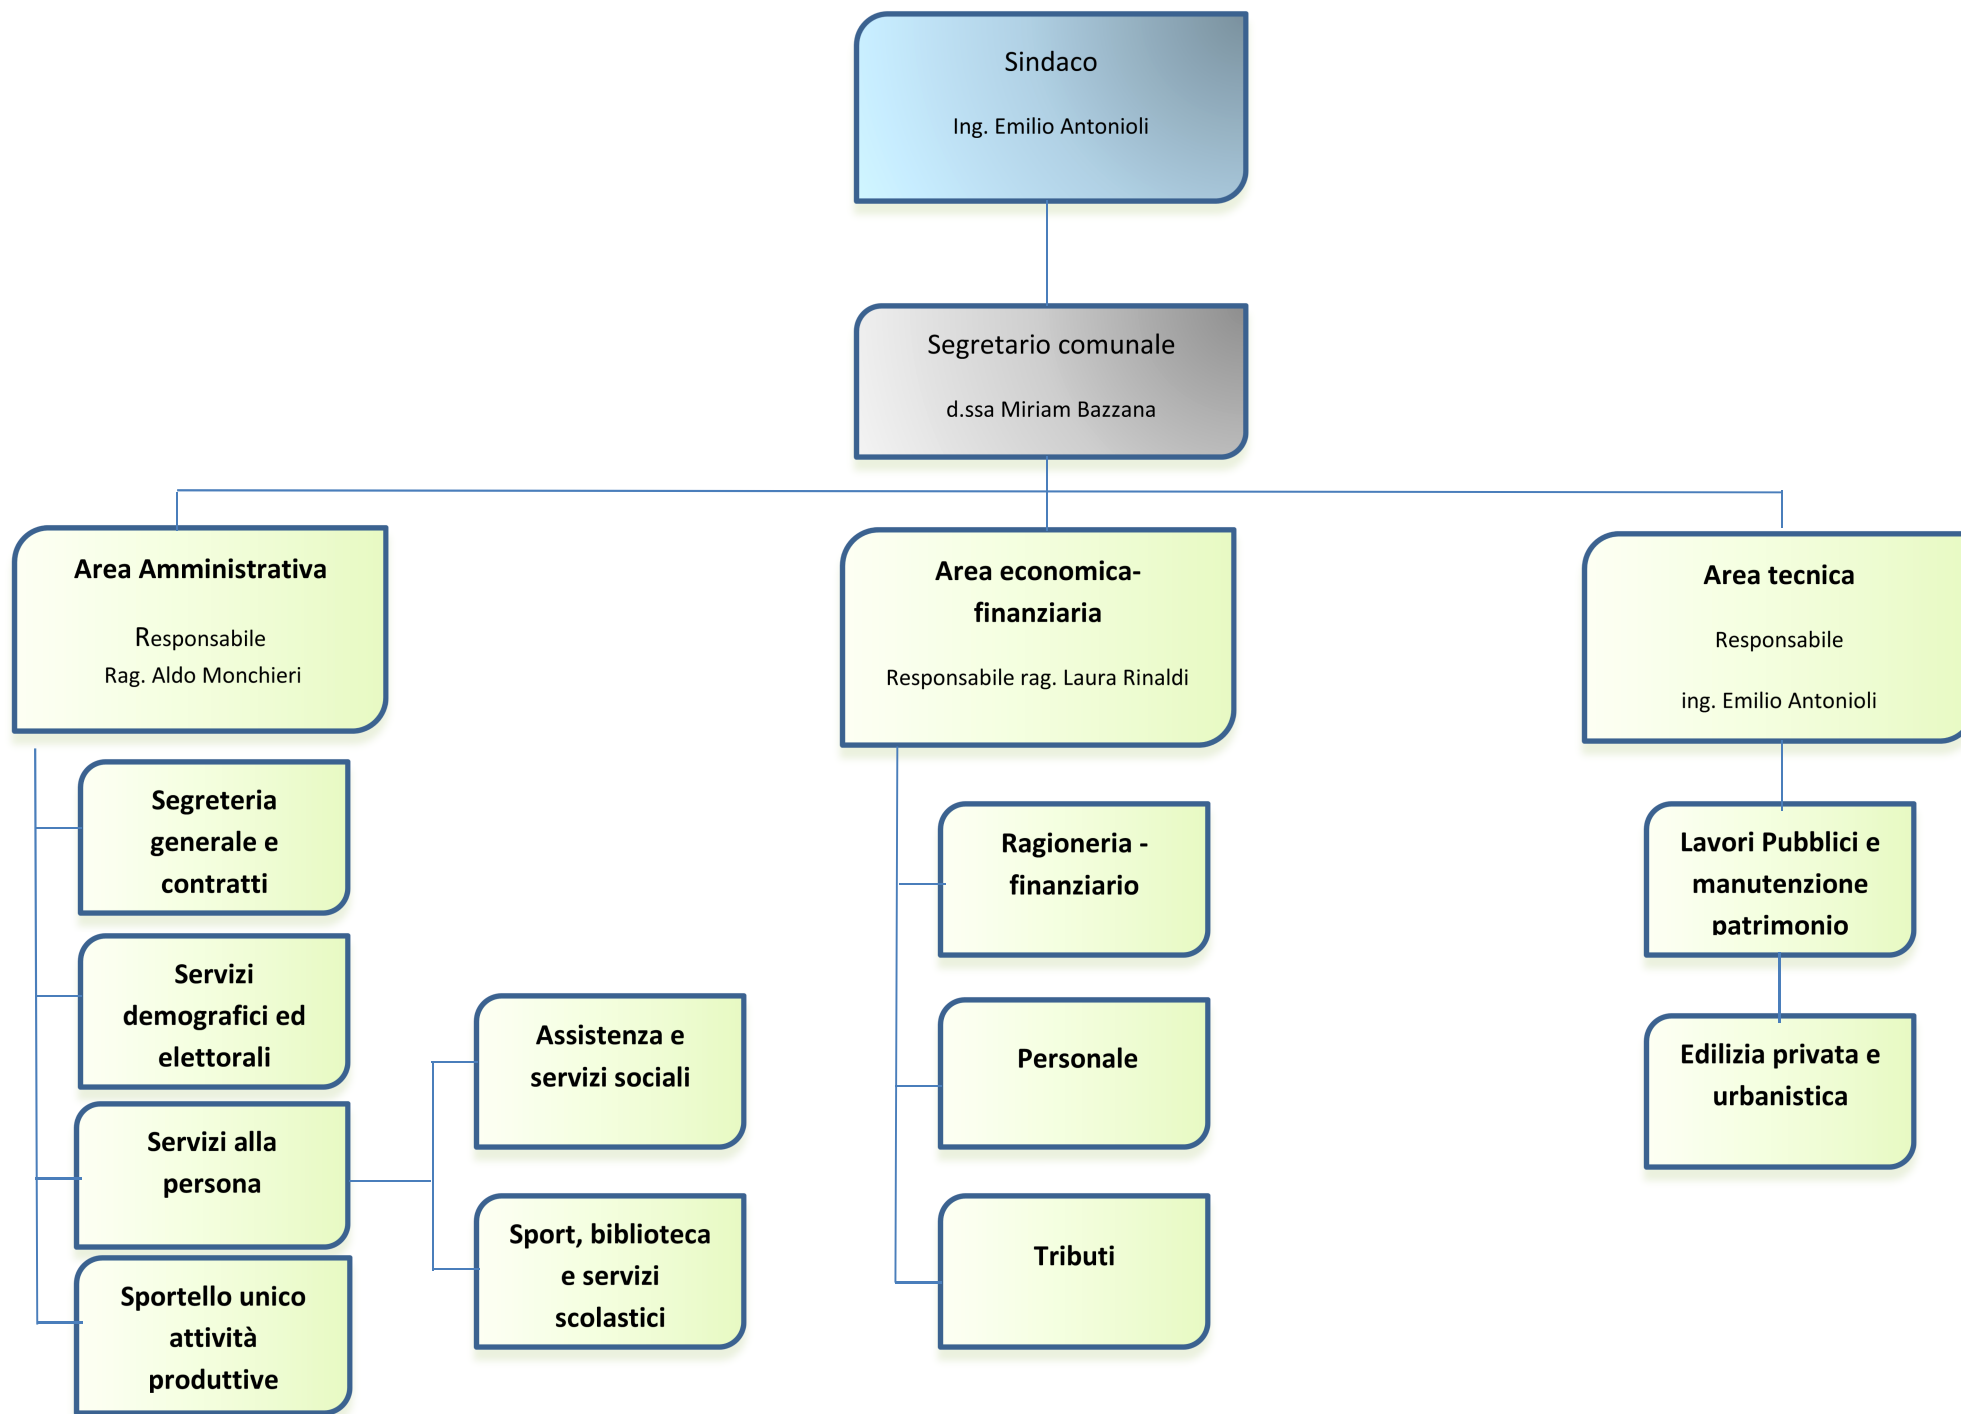 Sindaco
Ing. Emilio Antonioli
Segretario comunale
d.ssa Miriam Bazzana
Area Amministrativa
Responsabile
Rag. Aldo Monchieri
Area economica-
finanziaria
Responsabile rag. Laura Rinaldi
Area tecnica
Responsabile
ing. Emilio Antonioli
Segreteria
generale e
contratti
Servizi
demografici ed
elettorali
Servizi alla
persona
Sportello unico
attività
produttive
Assistenza e
servizi sociali
Sport, biblioteca
e servizi
scolastici
Ragioneria -
finanziario
Personale
Tributi
Lavori Pubblici e
manutenzione
patrimonio
Edilizia privata e
urbanistica